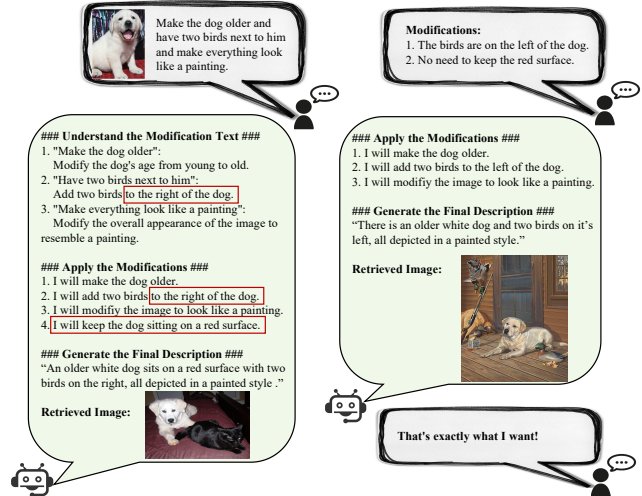 Make the dog older and
have two birds next to him
and make everything look
like a painting.
### Understand the Modification Text ###
1. "Make the dog older":
Modify the dog's age from young to old.
2. "Have two birds next to him":
Add two birds to the right of the dog.
3. "Make everything look like a painting":
Modify the overall appearance of the image to
resemble a painting.
### Apply the Modifications ###
1. I will make the dog older.
2. I will add two birds to the right of the dog.
3. I will modifiy the image to look like a painting.
4. I will keep the dog sitting on a red surface.
### Generate the Final Description ###
“An older white dog sits on a red surface with two
birds on the right, all depicted in a painted style .”
Retrieved Image:
Modifications:
1. The birds are on the left of the dog.
2. No need to keep the red surface.
### Apply the Modifications ###
1. I will make the dog older.
2. I will add two birds to the left of the dog.
3. I will modifiy the image to look like a painting.
### Generate the Final Description ###
“There is an older white dog and two birds on it’s
left, all depicted in a painted style.”
Retrieved Image:
That's exactly what I want!